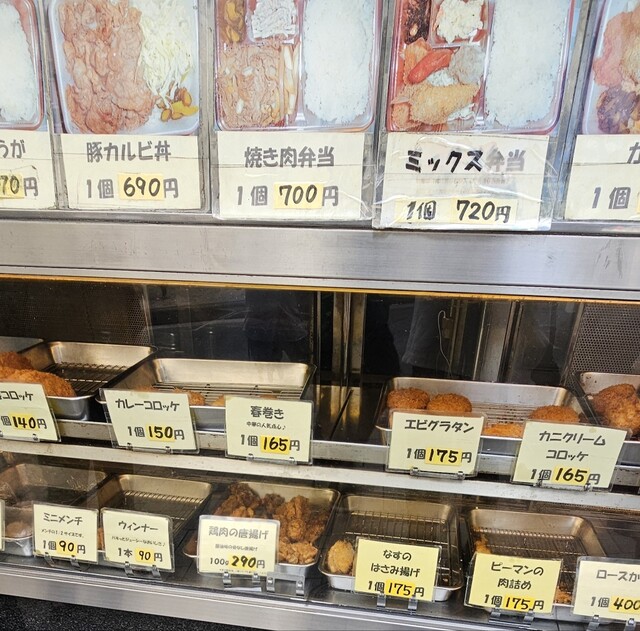 うが
70円
豚カルビ丼
1個 690円
焼き肉弁当
1個 700円
ミックス弁当
1個 720円
カ
1個
コロッケ
個 140円
カレーコロッケ
1個 150円
春巻き
1個 165円
エビグラタン
1個 175円
カニクリーム
コロッケ
1個 165円
ミニメンチ
1個 90円
ウィンナー
1本 90円
鶏肉の唐揚げ
100g 290円
なすの
はさみ揚げ
1個 175円
ピーマンの
肉詰め
1個 175円
ロースか
1個 400